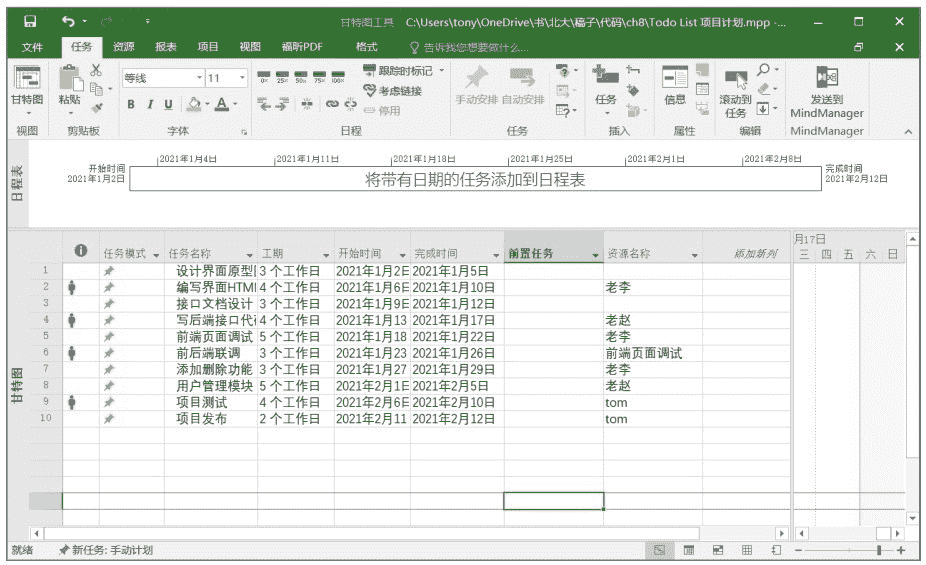 甘特图工具 C:\Users\tony\OneDrive\书\北大\稿子\代码\ch8\Todo List 项目计划.mpp -...
文件 任务 资源 报表 项目 视图 福昕PDF 格式 告诉我您想要做什么...
甘特图 粘贴 等线 11 0% 25% 50% 75% 100% 跟踪时标记 考虑链接 停用 手动安排 自动安排 任务 信息 滚动到任务 发送到 MindManager
B I U A
视图 剪贴板 字体 日程 任务 插入 属性 编辑 MindManager
日程表
2021年1月4日 2021年1月11日 2021年1月18日 2021年1月25日 2021年2月1日 2021年2月8日
开始时间 2021年1月2日
将带有日期的任务添加到日程表
完成时间 2021年2月12日
月17日
任务模式 任务名称 工期 开始时间 完成时间 前置任务 资源名称 添加新列 三 四 五 六 日
1 设计界面原型 3 个工作日 2021年1月2日 2021年1月5日
2 编写界面HTM 4 个工作日 2021年1月6日 2021年1月10日 老李
3 接口文档设计 3 个工作日 2021年1月9日 2021年1月12日
4 写后端接口代 4 个工作日 2021年1月13 2021年1月17日 老赵
5 前端页面调试 5 个工作日 2021年1月18 2021年1月22日 老李
6 前后端联调 3 个工作日 2021年1月23 2021年1月26日 前端页面调试
7 添加删除功能 3 个工作日 2021年1月27 2021年1月29日 老李
8 用户管理模块 5 个工作日 2021年2月1日 2021年2月5日 老赵
9 项目测试 4 个工作日 2021年2月6日 2021年2月10日 tom
10 项目发布 2 个工作日 2021年2月11 2021年2月12日 tom
甘特图
就绪 新任务: 手动计划